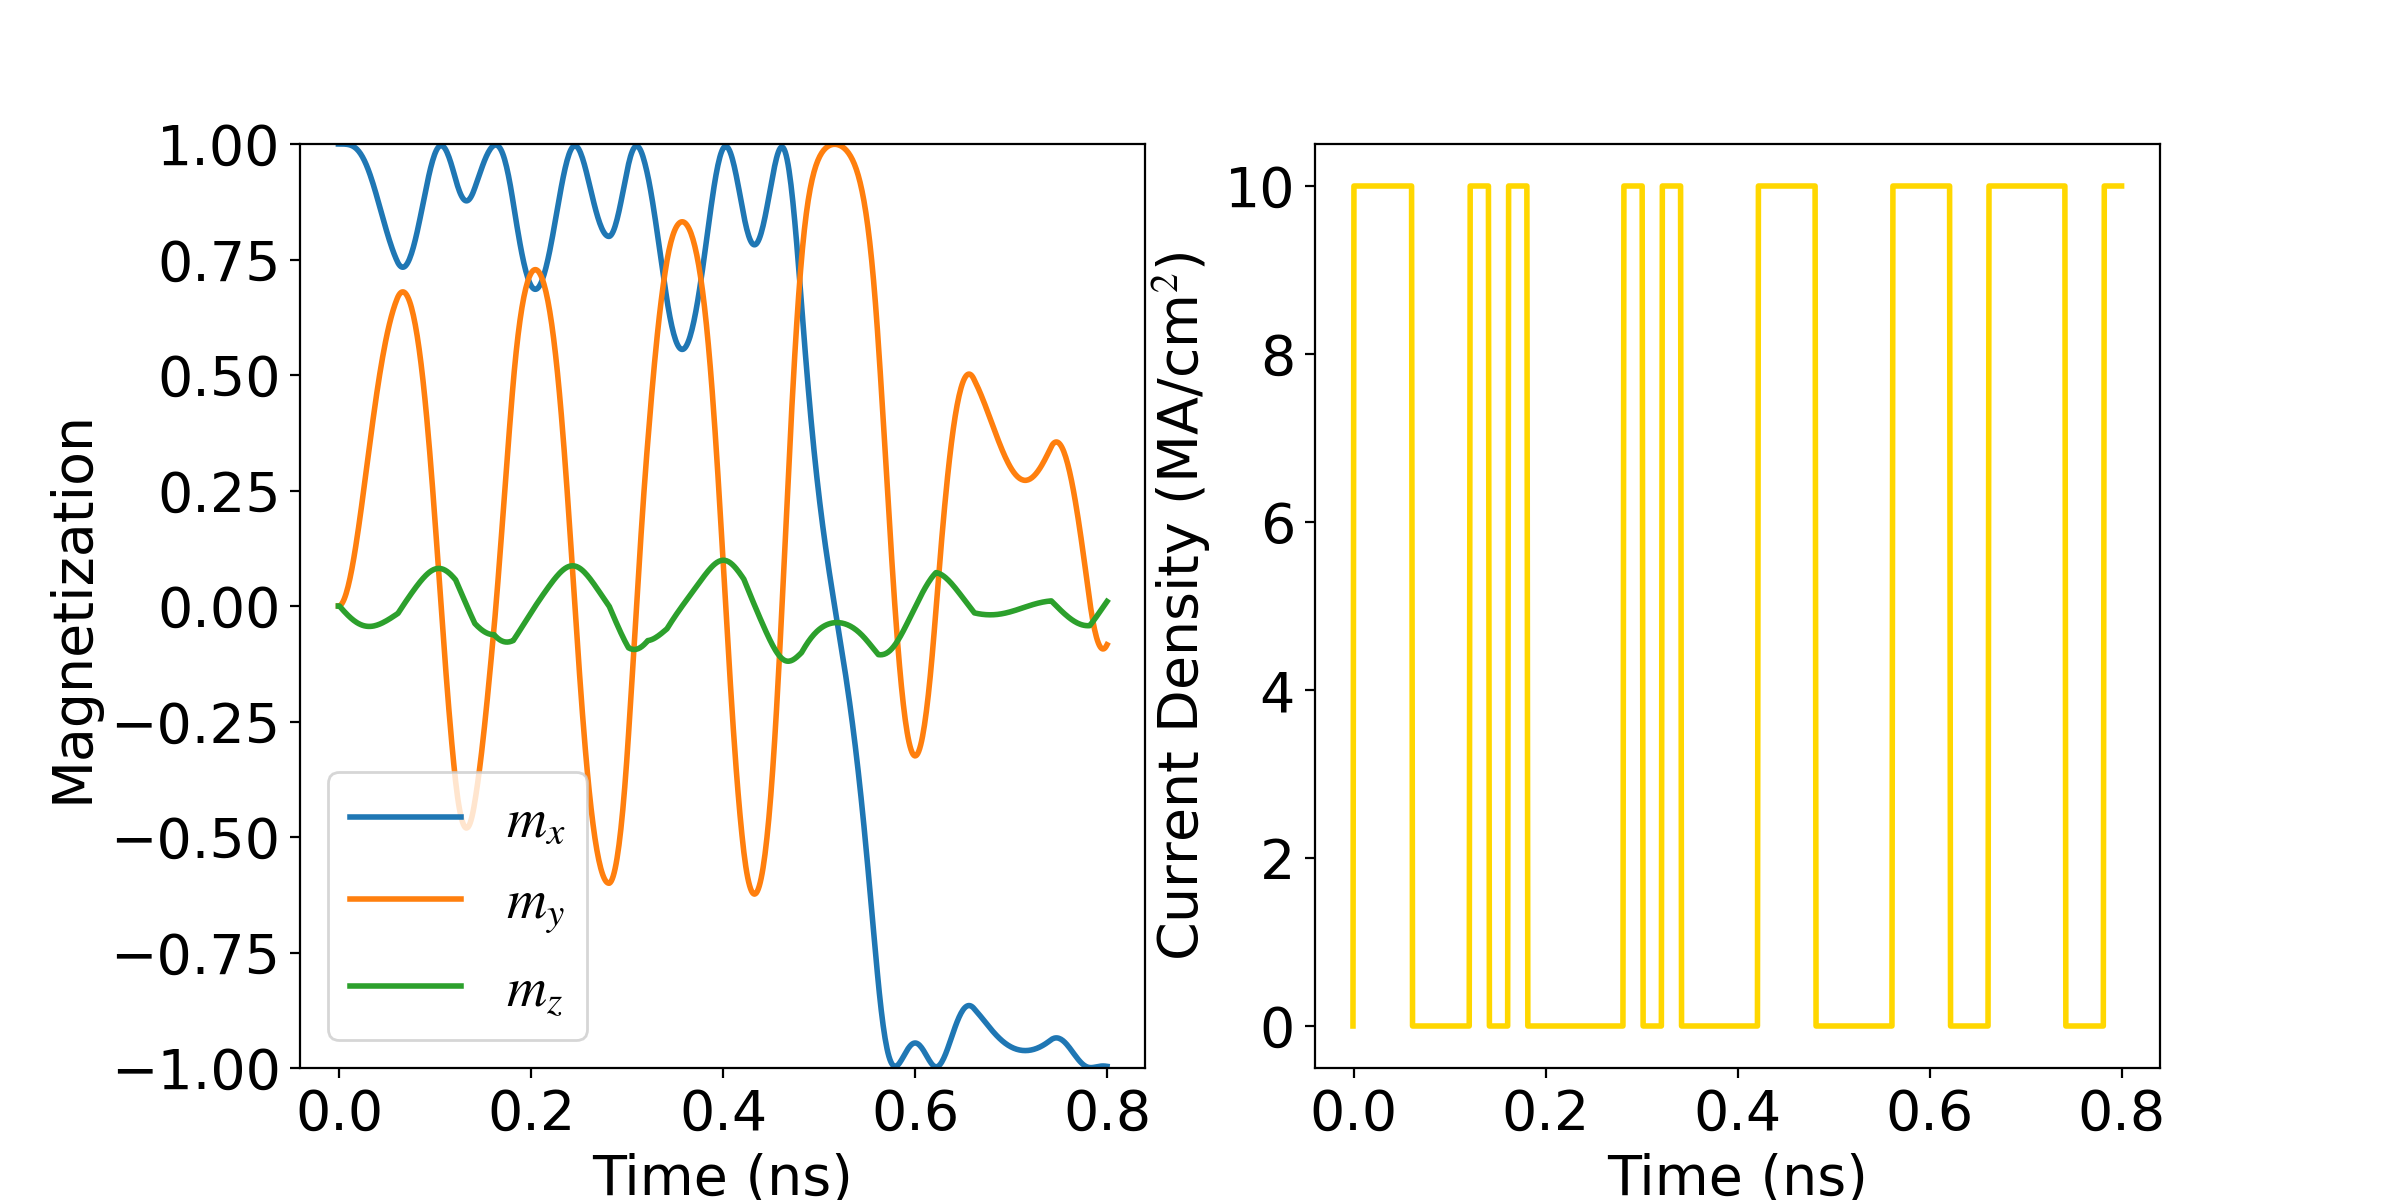 Magnetization
1.00
0.75
0.50
0.25
0.00
−0.25
−0.50
−0.75
−1.00
m_x
m_y
m_z
0.0 0.2 0.4 0.6 0.8
Time (ns)
Current Density (MA/cm²)
10
8
6
4
2
0
0.0 0.2 0.4 0.6 0.8
Time (ns)